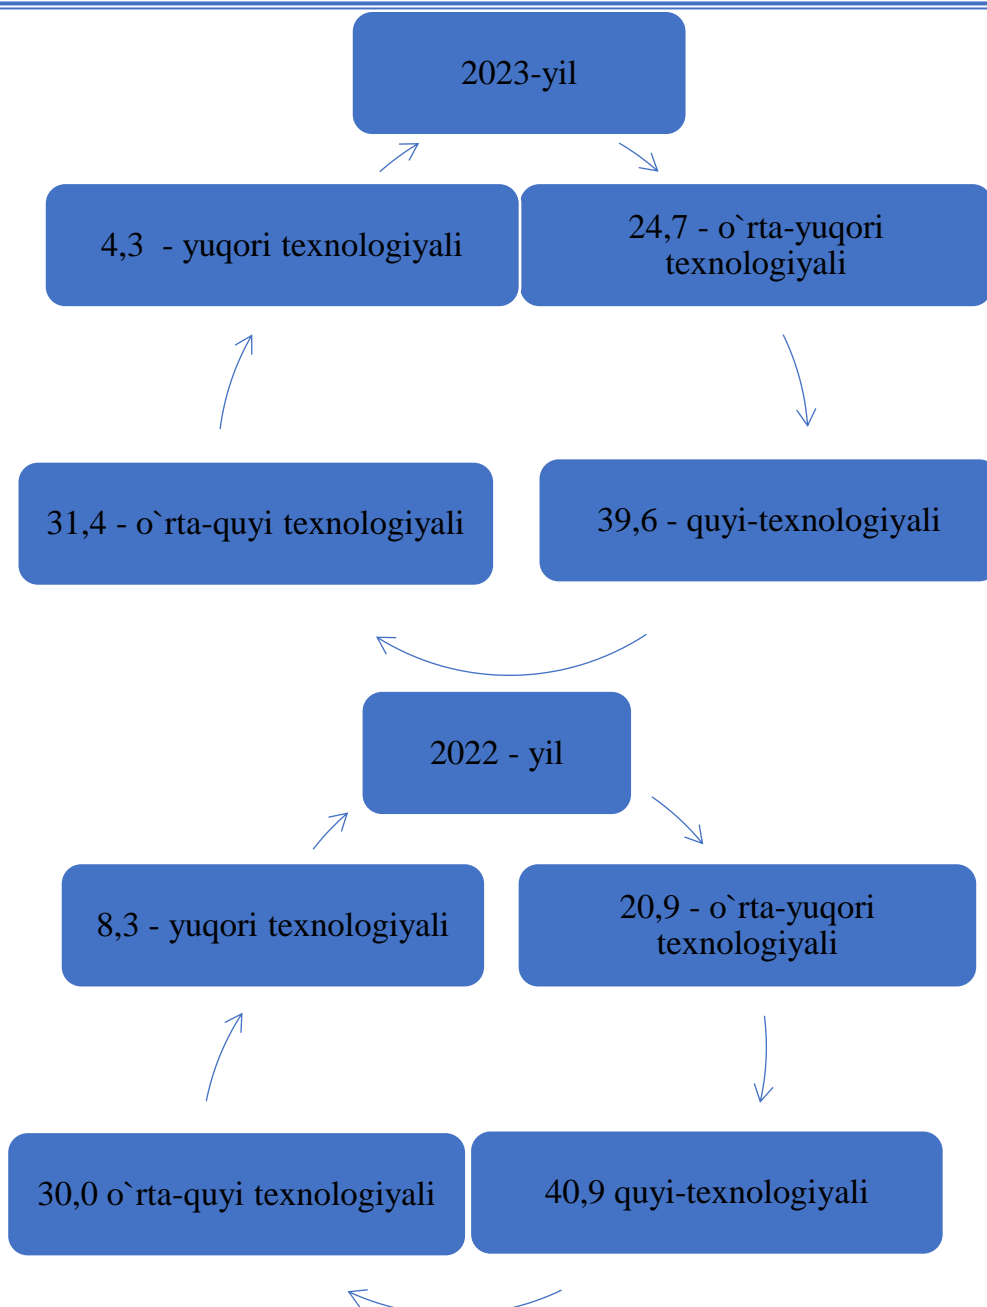 2023-yil
4,3  - yuqori texnologiyali
24,7 - o`rta-yuqori
texnologiyali
31,4 - o`rta-quyi texnologiyali
39,6 - quyi-texnologiyali
2022 - yil
8,3 - yuqori texnologiyali
20,9 - o`rta-yuqori
texnologiyali
30,0 o`rta-quyi texnologiyali
40,9 quyi-texnologiyali